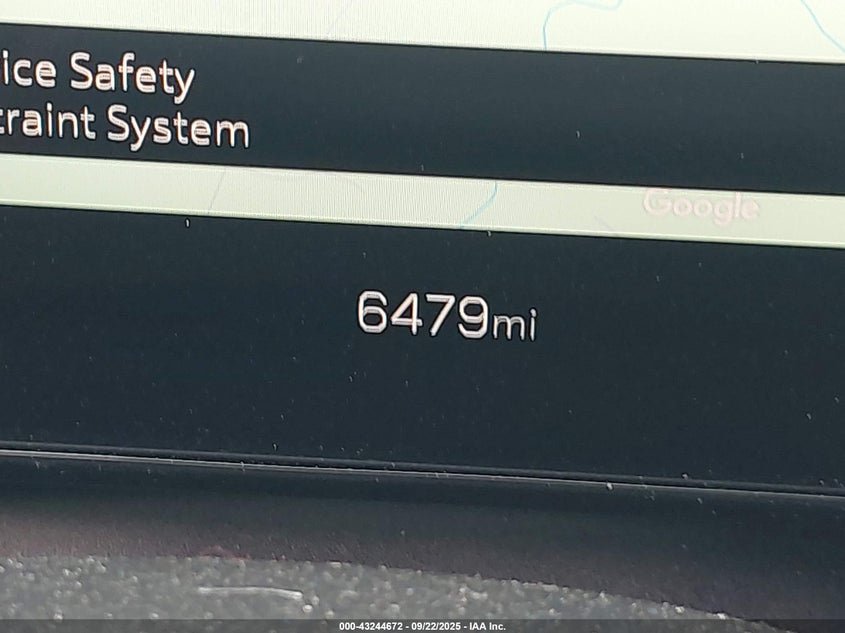 ice Safety
traint System
Google
6479mi
000-43244672 - 09/22/2025 - IAA Inc.